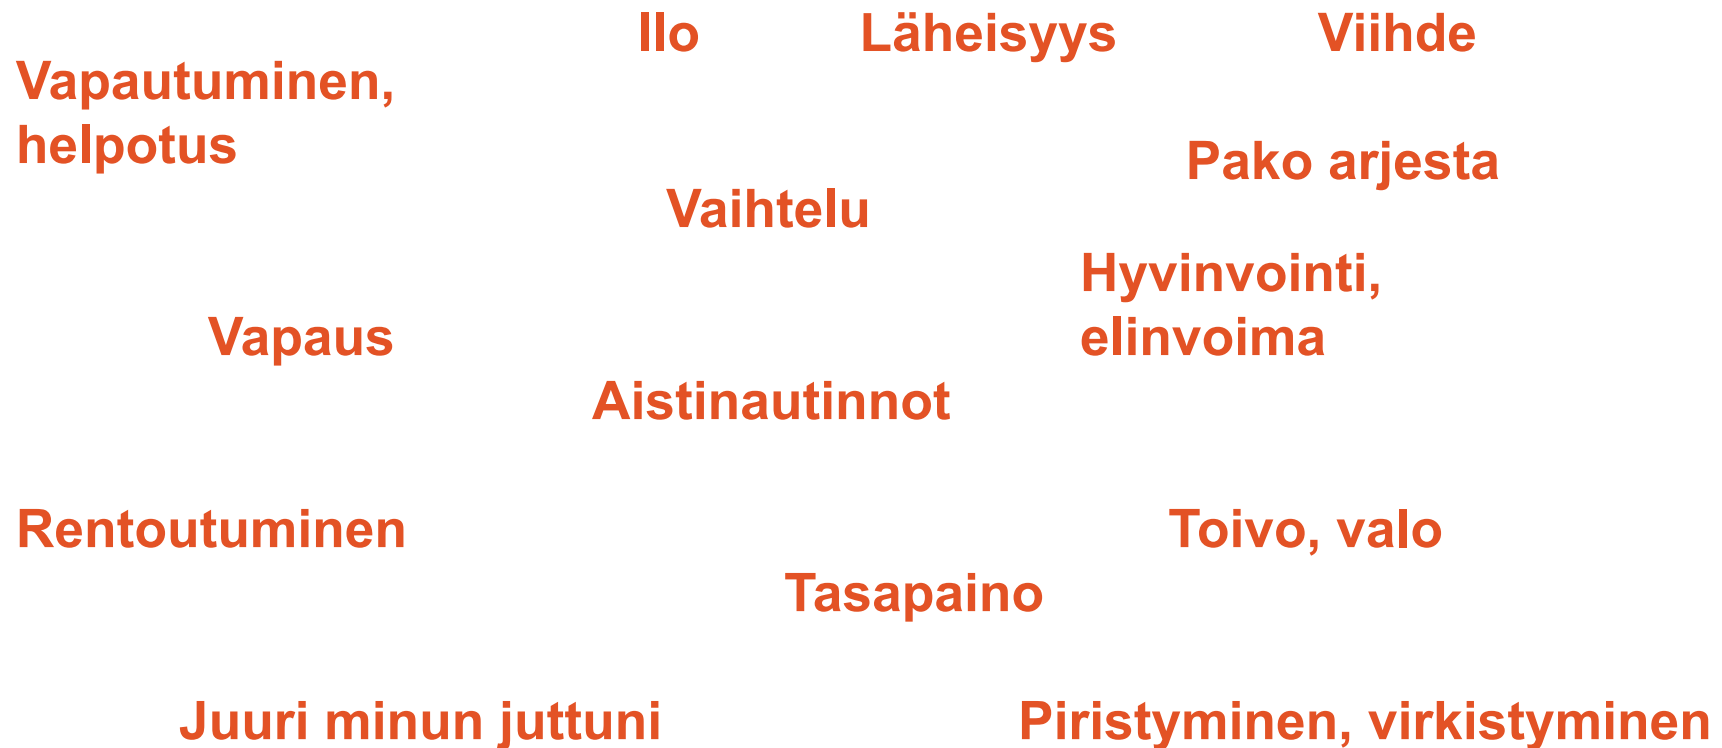 Ilo Läheisyys Viihde
Vapautuminen,
helpotus
Pako arjesta
Vaihtelu
Hyvinvointi,
elinvoima
Vapaus
Aistinautinnot
Rentoutuminen Toivo, valo
Tasapaino
Juuri minun juttuni Piristyminen, virkistyminen